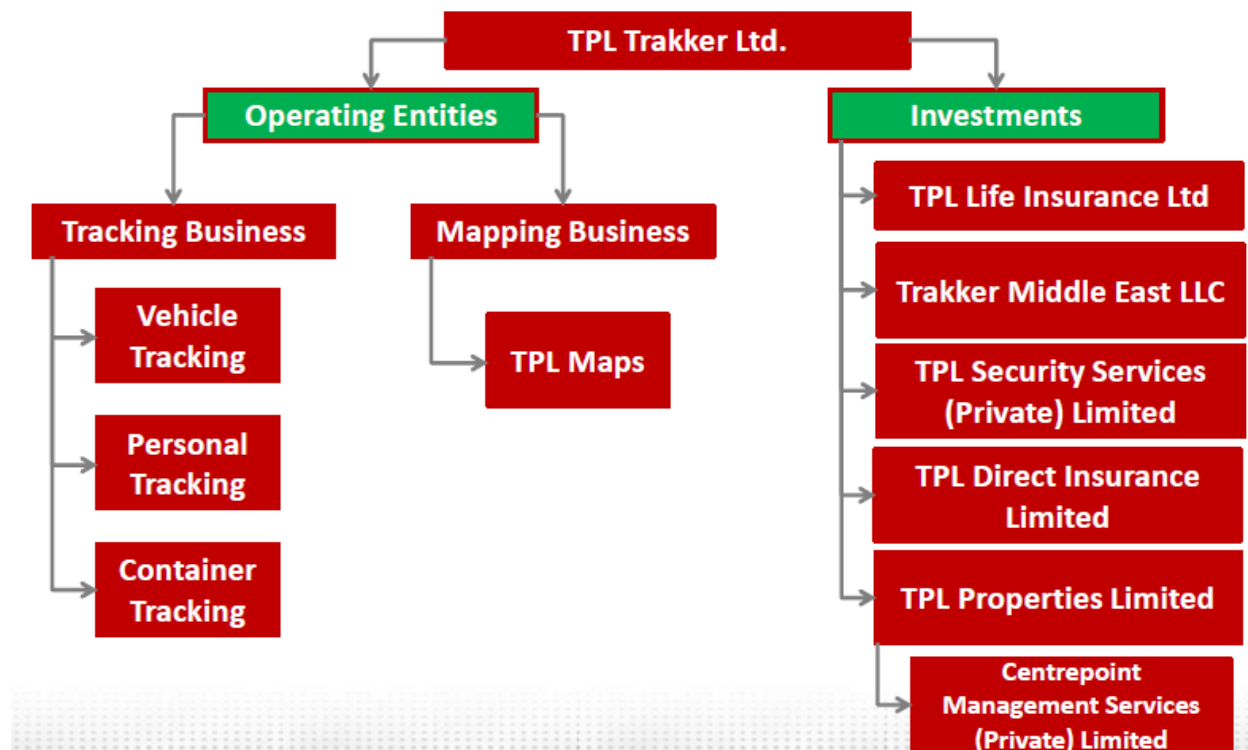 TPL Trakker Ltd.
Operating Entities
Investments
Tracking Business
Mapping Business
Vehicle
Tracking
Personal
Tracking
Container
Tracking
TPL Maps
TPL Life Insurance Ltd
Trakker Middle East LLC
TPL Security Services
(Private) Limited
TPL Direct Insurance
Limited
TPL Properties Limited
Centrepoint
Management Services
(Private) Limited